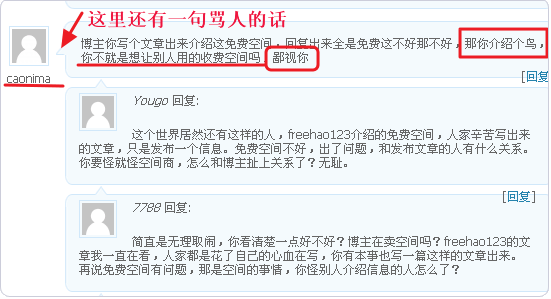 这里还有一句骂人的话
博主你写个文章出来介绍这免费空间，回复出来全是免费这不好那不好，那你介绍个鸟，
你不就是想让别人用的收费空间吗，鄙视你
caonima
[回复
Yougo 回复:
这个世界居然还有这样的人，freehao123介绍的免费空间，人家辛苦写出来
的文章，只是发布一个信息。免费空间不好，出了问题，和发布文章的人有什么关系。
你要怪就怪空间商，怎么和博主扯上关系了？无耻。
[回复]
7788 回复:
简直是无理取闹，你看清楚一点好不好？博主在卖空间吗？freehao123的文
章我一直在看，人家都是花了自己的心血在写，你有本事也写一篇这样的文章出来。
再说免费空间有问题，那是空间的事情，你怪别人介绍信息的人怎么了？